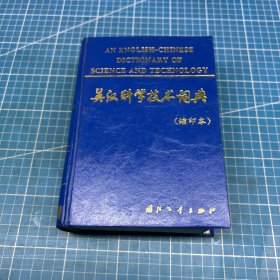 AN ENGLISH-CHINESE
DICTIONARY OF
SCIENCE AND TECHNOLOGY
英汉科学技术词典
(缩印本)
国防工业出版社